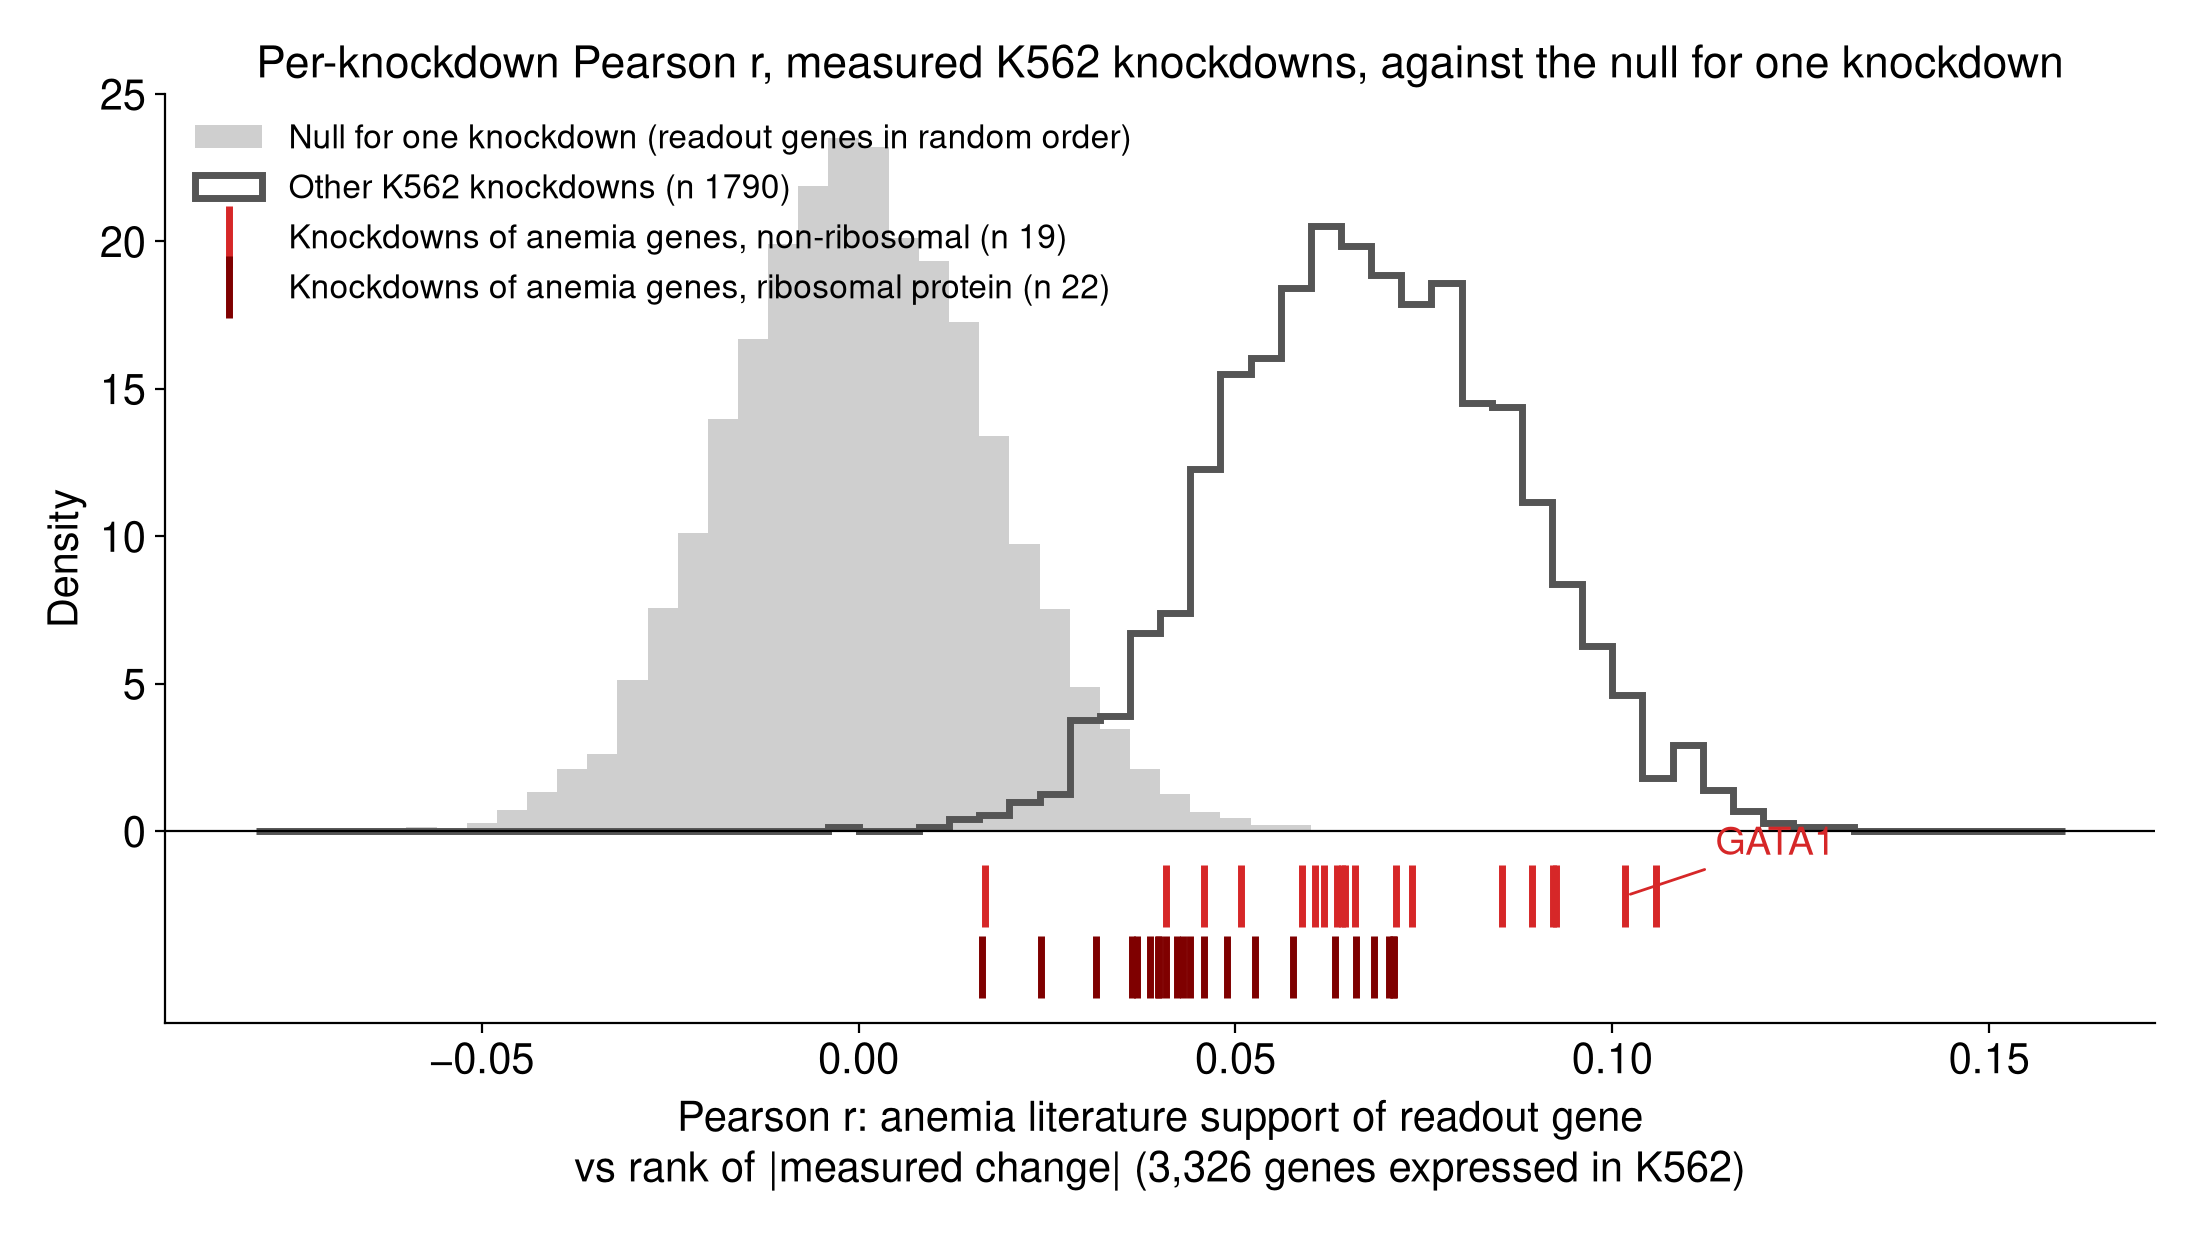 Per-knockdown Pearson r, measured K562 knockdowns, against the null for one knockdown
25
20
15
10
5
0
Density
Null for one knockdown (readout genes in random order)
Other K562 knockdowns (n 1790)
Knockdowns of anemia genes, non-ribosomal (n 19)
Knockdowns of anemia genes, ribosomal protein (n 22)
GATA1
−0.05
0.00
0.05
0.10
0.15
Pearson r: anemia literature support of readout gene
vs rank of |measured change| (3,326 genes expressed in K562)